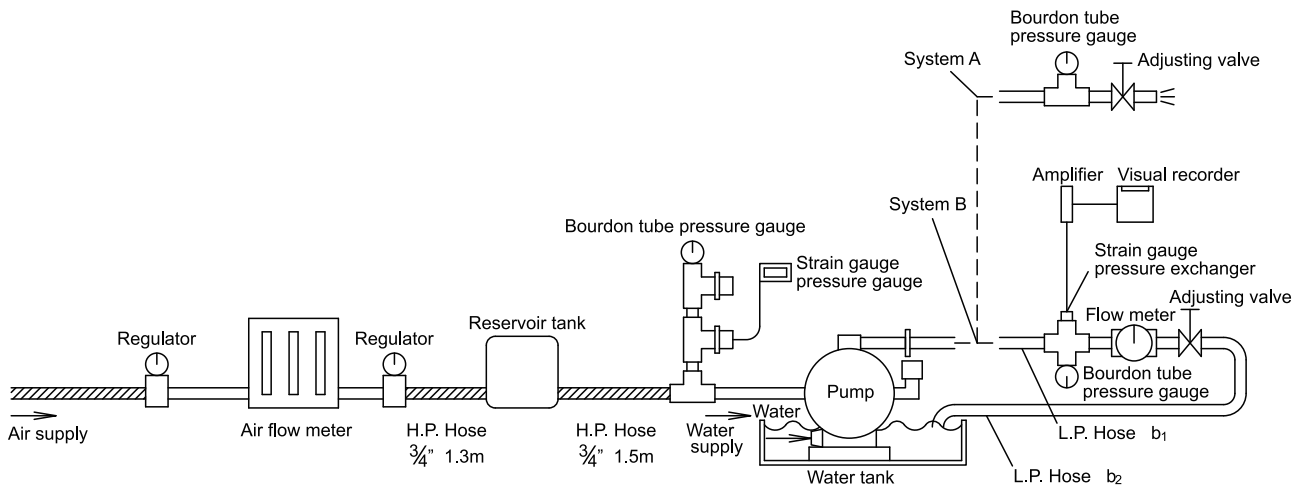 Bourdon tube
pressure gauge
System A
Adjusting valve
Amplifier
Visual recorder
System B
Bourdon tube pressure gauge
Strain gauge
pressure gauge
Strain gauge
pressure exchanger
Adjusting valve
Flow meter
Regulator
Regulator
Reservoir tank
Pump
Bourdon tube
pressure gauge
Air supply
Air flow meter
H.P. Hose
3/4" 1.3m
H.P. Hose
3/4" 1.5m
Water
supply
Water
Water tank
L.P. Hose b₁
L.P. Hose b₂